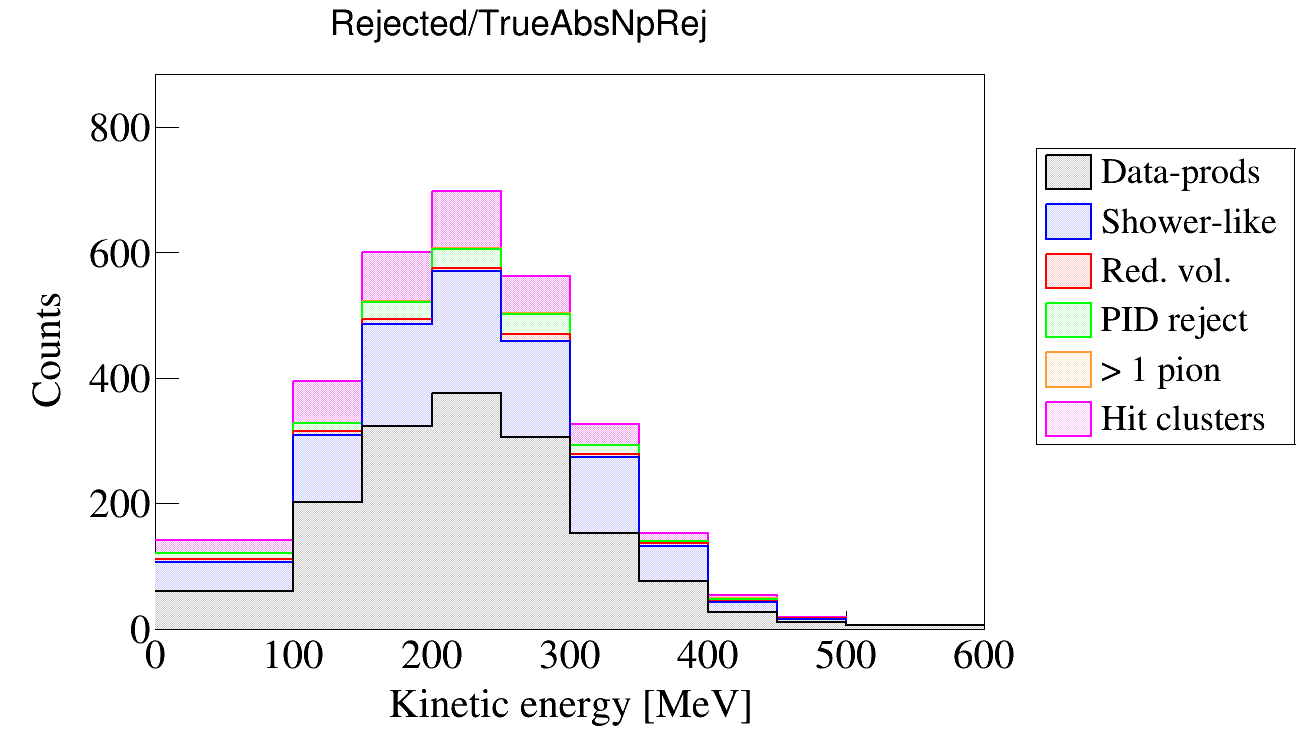 Rejected/TrueAbsNpRej
800
600
400
200
0
Counts
0 100 200 300 400 500 600
Kinetic energy [MeV]
Data-prods
Shower-like
Red. vol.
PID reject
> 1 pion
Hit clusters